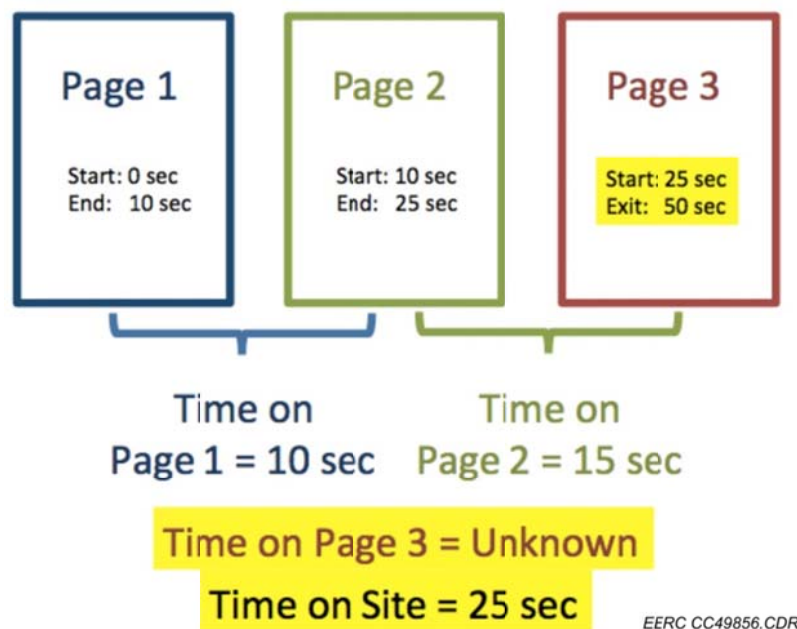 Page 1
Start: 0 sec
End: 10 sec
Page 2
Start: 10 sec
End: 25 sec
Page 3
Start: 25 sec
Exit: 50 sec
Time on
Page 1 = 10 sec
Time on
Page 2 = 15 sec
Time on Page 3 = Unknown
Time on Site = 25 sec
EERC CC49856.CDR